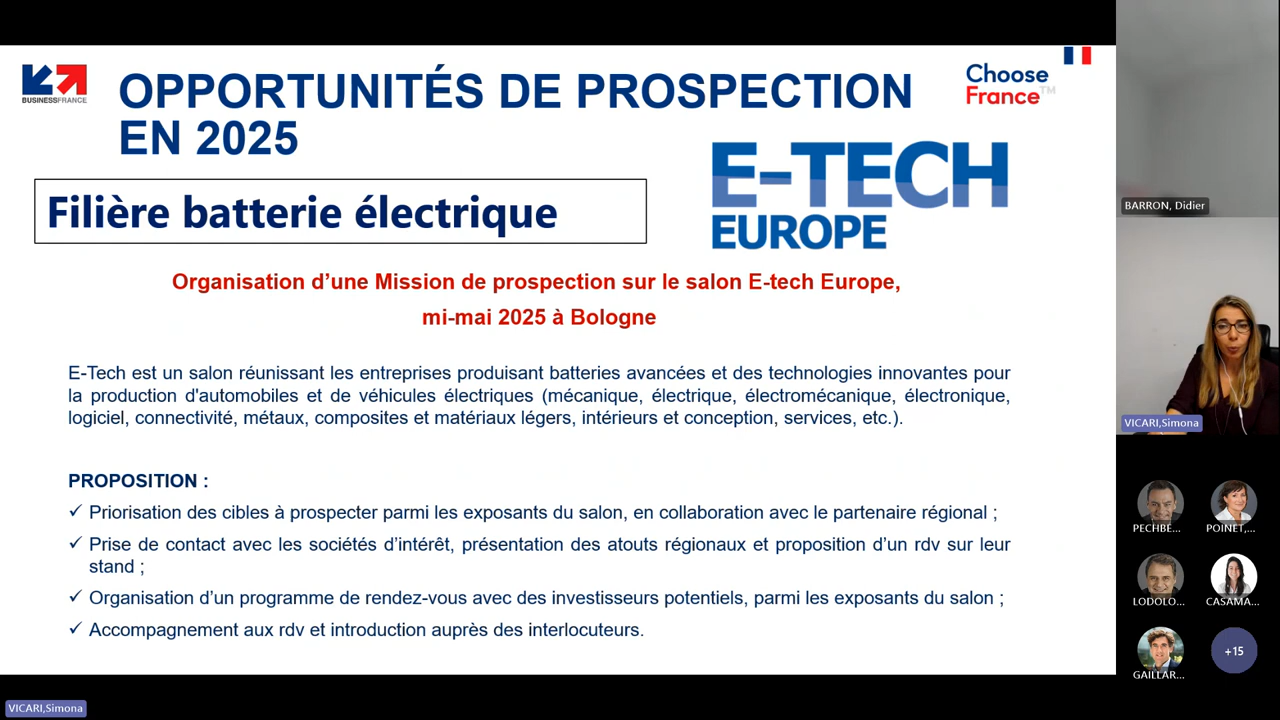 BUSINESSFRANCE
OPPORTUNITÉS DE PROSPECTION
EN 2025
Choose
France™
E-TECH
EUROPE
Filière batterie électrique
Organisation d’une Mission de prospection sur le salon E-tech Europe,
mi-mai 2025 à Bologne
E-Tech est un salon réunissant les entreprises produisant batteries avancées et des technologies innovantes pour
la production d'automobiles et de véhicules électriques (mécanique, électrique, électromécanique, électronique,
logiciel, connectivité, métaux, composites et matériaux légers, intérieurs et conception, services, etc.).
PROPOSITION :
✓ Priorisation des cibles à prospecter parmi les exposants du salon, en collaboration avec le partenaire régional ;
✓ Prise de contact avec les sociétés d’intérêt, présentation des atouts régionaux et proposition d’un rdv sur leur
stand ;
✓ Organisation d’un programme de rendez-vous avec des investisseurs potentiels, parmi les exposants du salon ;
✓ Accompagnement aux rdv et introduction auprès des interlocuteurs.
BARRON, Didier
VICARI,Simona
PECHBE...
POINET,...
LODOLO...
CASAMA...
GAILLAR...
+15
VICARI,Simona